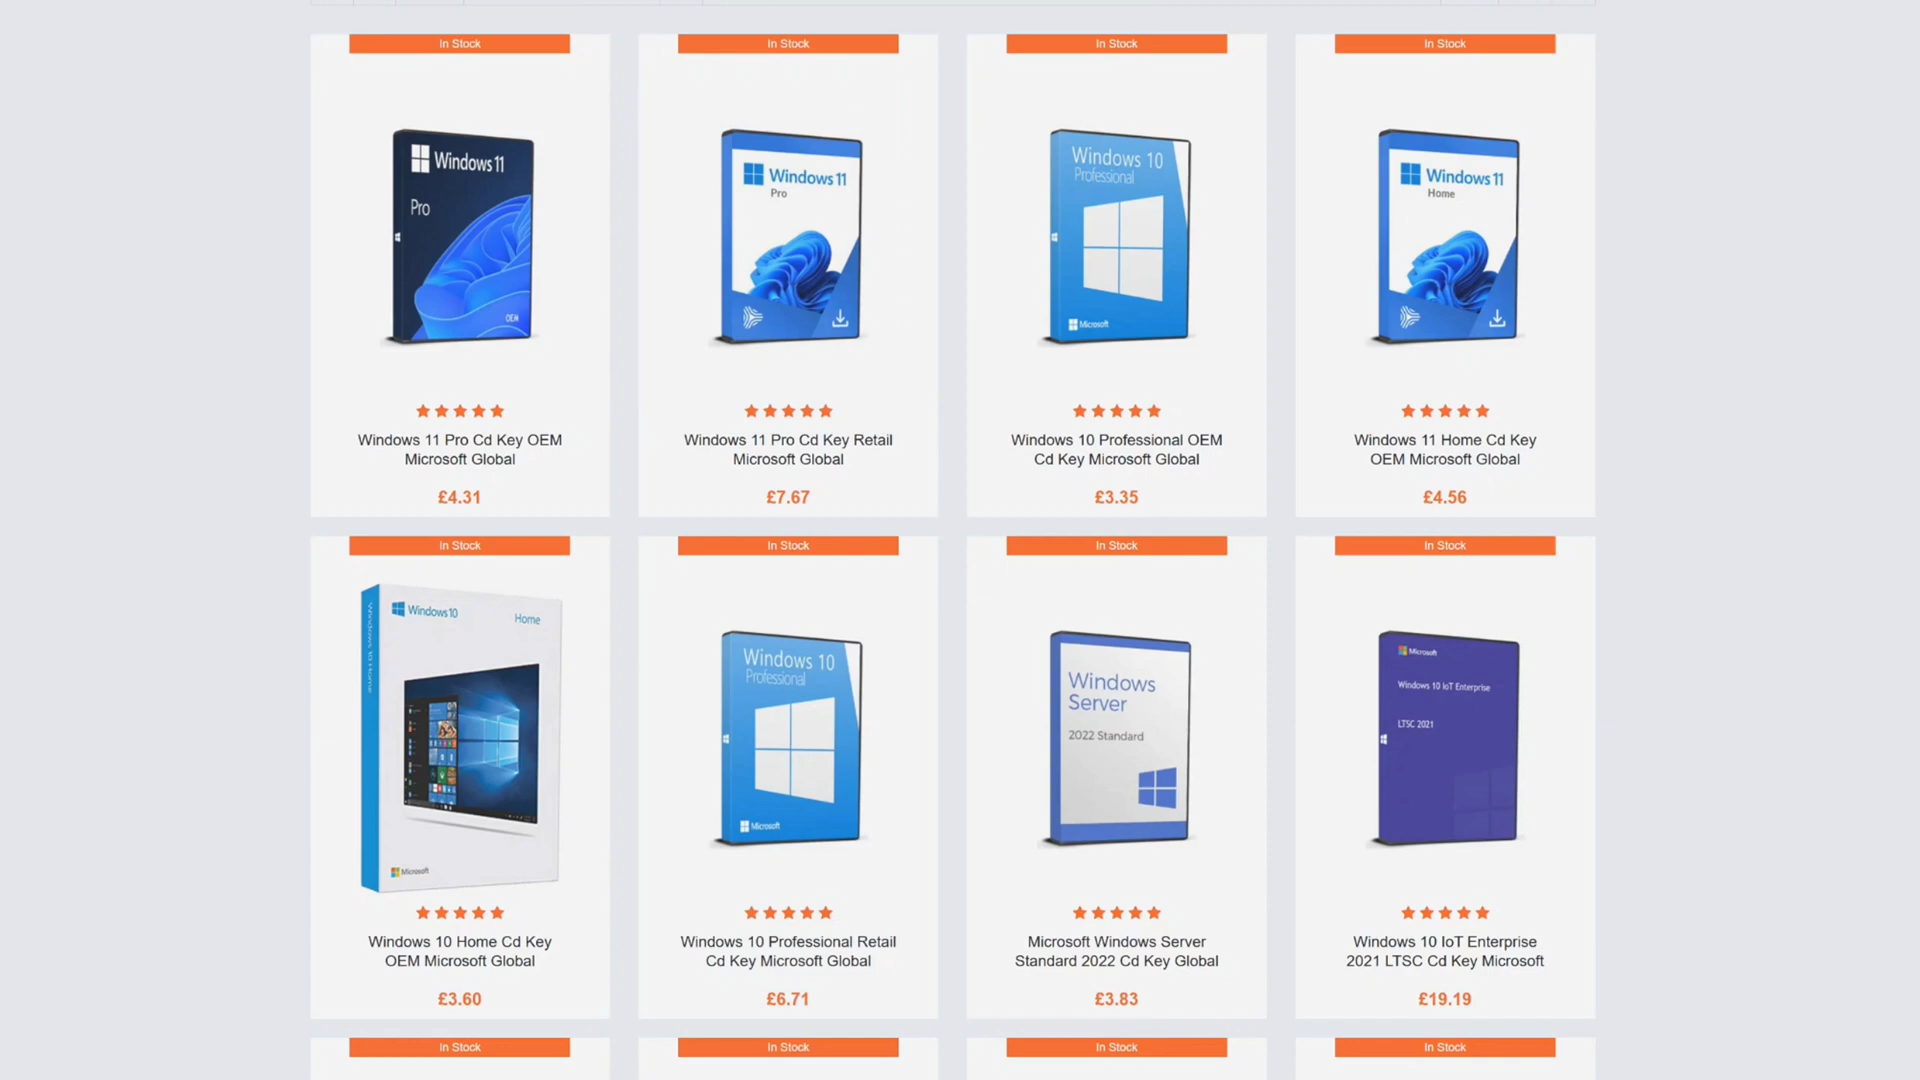 In Stock
In Stock
In Stock
In Stock
Windows 11
Pro
OEM
Windows 11
Pro
Windows 10
Professional
Microsoft
Windows 11
Home
Windows 11 Pro Cd Key OEM
Microsoft Global
£4.31
Windows 11 Pro Cd Key Retail
Microsoft Global
£7.67
Windows 10 Professional OEM
Cd Key Microsoft Global
£3.35
Windows 11 Home Cd Key
OEM Microsoft Global
£4.56
In Stock
In Stock
In Stock
In Stock
Windows 10 Home
Windows 10
Home
Microsoft
Windows 10
Professional
Microsoft
Windows
Server
2022 Standard
Microsoft
Windows 10 IoT Enterprise
LTSC 2021
Windows 10 Home Cd Key
OEM Microsoft Global
£3.60
Windows 10 Professional Retail
Cd Key Microsoft Global
£6.71
Microsoft Windows Server
Standard 2022 Cd Key Global
£3.83
Windows 10 IoT Enterprise
2021 LTSC Cd Key Microsoft
£19.19
In Stock
In Stock
In Stock
In Stock